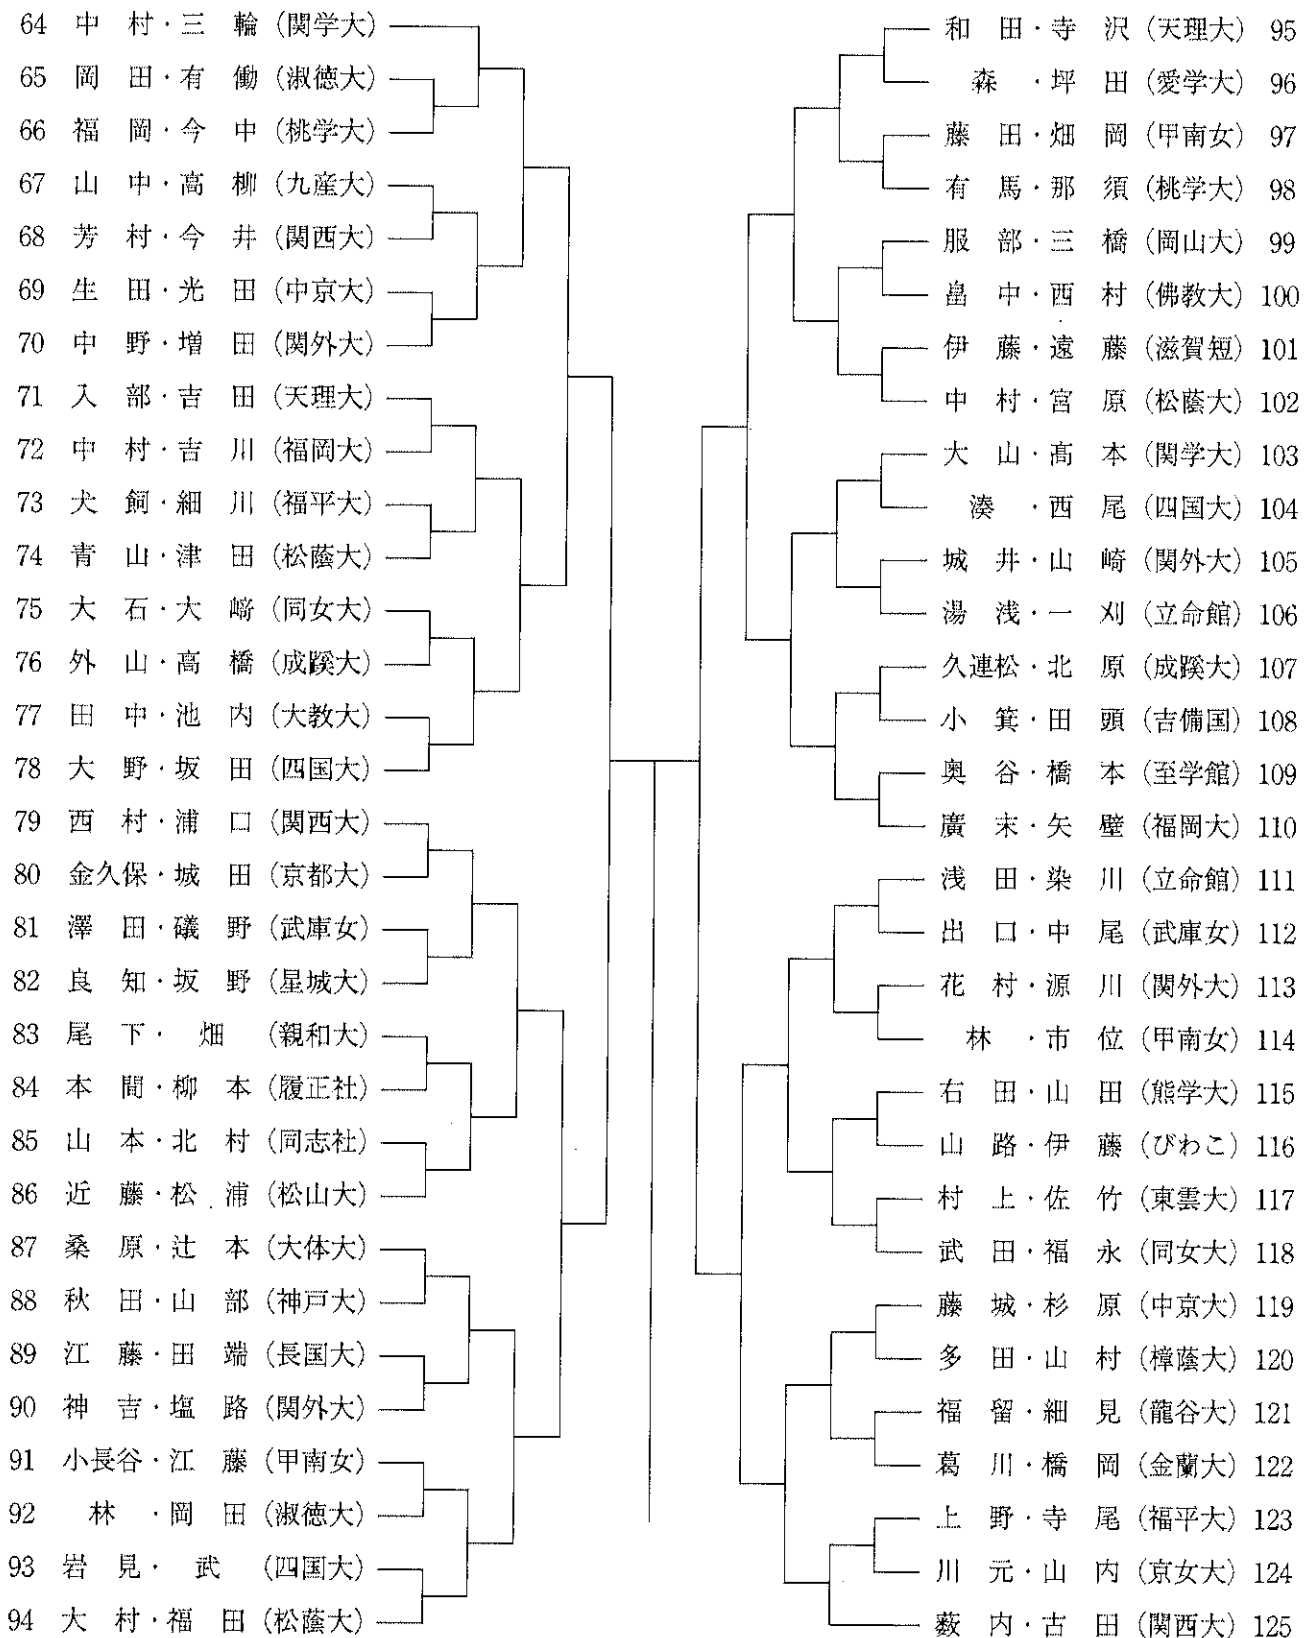 64 中村・三輪 (関学大)
65 岡田・有働 (淑徳大)
66 福岡・今中 (桃学大)
67 山中・高柳 (九産大)
68 芳村・今井 (関西大)
69 生田・光田 (中京大)
70 中野・増田 (関外大)
71 入部・吉田 (天理大)
72 中村・吉川 (福岡大)
73 犬飼・細川 (福平大)
74 青山・津田 (松蔭大)
75 大石・大﨑 (同女大)
76 外山・高橋 (成蹊大)
77 田中・池内 (大教大)
78 大野・坂田 (四国大)
79 西村・浦口 (関西大)
80 金久保・城田 (京都大)
81 澤田・礒野 (武庫女)
82 良知・坂野 (星城大)
83 尾下・畑 (親和大)
84 本間・柳本 (履正社)
85 山本・北村 (同志社)
86 近藤・松浦 (松山大)
87 桑原・辻本 (大体大)
88 秋田・山部 (神戸大)
89 江藤・田端 (長国大)
90 神吉・塩路 (関外大)
91 小長谷・江藤 (甲南女)
92 林・岡田 (淑徳大)
93 岩見・武 (四国大)
94 大村・福田 (松蔭大)
和田・寺沢 (天理大) 95
森・坪田 (愛学大) 96
藤田・畑岡 (甲南女) 97
有馬・那須 (桃学大) 98
服部・三橋 (岡山大) 99
畠中・西村 (佛教大) 100
伊藤・遠藤 (滋賀短) 101
中村・宮原 (松蔭大) 102
大山・髙本 (関学大) 103
湊・西尾 (四国大) 104
城井・山崎 (関外大) 105
湯浅・一刈 (立命館) 106
久連松・北原 (成蹊大) 107
小箕・田頭 (吉備国) 108
奥谷・橋本 (至学館) 109
廣末・矢壁 (福岡大) 110
浅田・染川 (立命館) 111
出口・中尾 (武庫女) 112
花村・源川 (関外大) 113
林・市位 (甲南女) 114
右田・山田 (熊学大) 115
山路・伊藤 (びわこ) 116
村上・佐竹 (東雲大) 117
武田・福永 (同女大) 118
藤城・杉原 (中京大) 119
多田・山村 (樟蔭大) 120
福留・細見 (龍谷大) 121
葛川・橋岡 (金蘭大) 122
上野・寺尾 (福平大) 123
川元・山内 (京女大) 124
薮内・古田 (関西大) 125